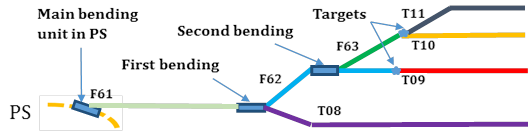 Main bending
unit in PS
Second bending
Targets
T11
T10
First bending
F63
F62
T09
F61
PS
T08